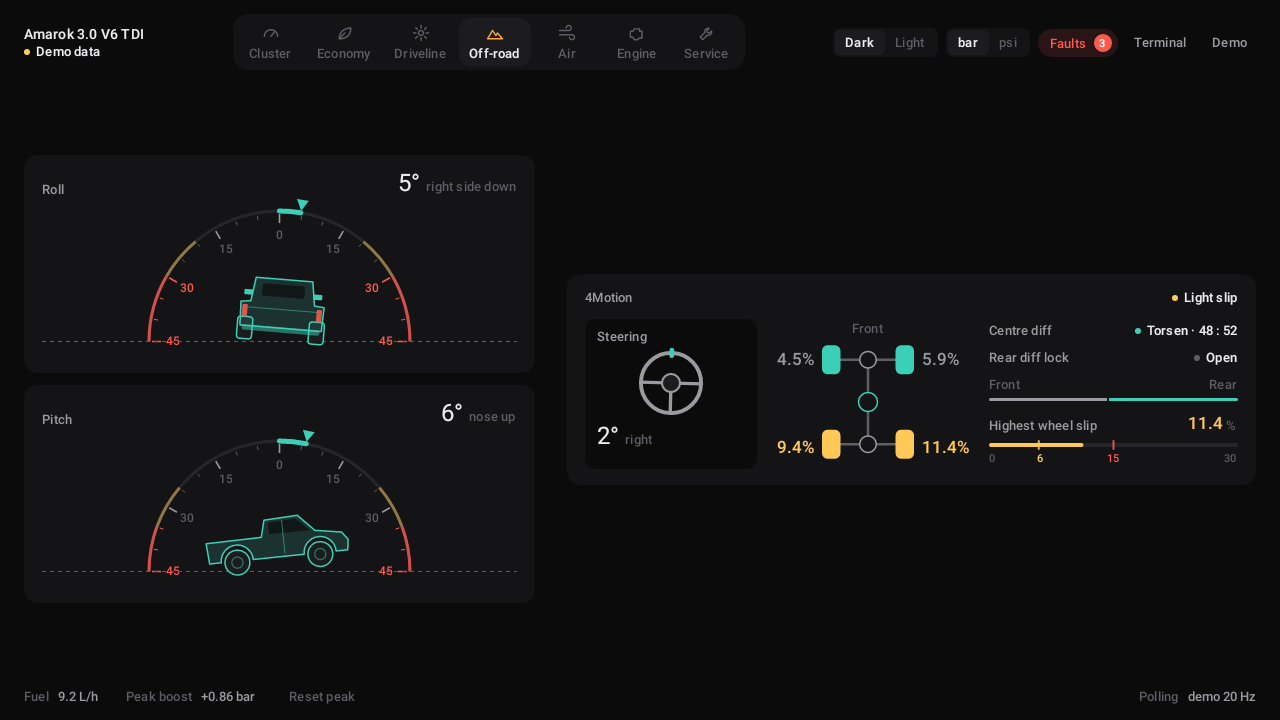 Amarok 3.0 V6 TDI
Demo data
Cluster
Economy
Driveline
Off-road
Air
Engine
Service
Dark
Light
bar
psi
Faults 3
Terminal
Demo
Roll
5° right side down
0
15 15
30 30
45 45
Pitch
6° nose up
0
15 15
30 30
45 45
4Motion
Light slip
Steering
2° right
Front
4.5% 5.9%
9.4% 11.4%
Centre diff Torsen · 48 : 52
Rear diff lock Open
Front Rear
Highest wheel slip 11.4 %
0 6 15 30
Fuel 9.2 L/h Peak boost +0.86 bar Reset peak
Polling demo 20 Hz